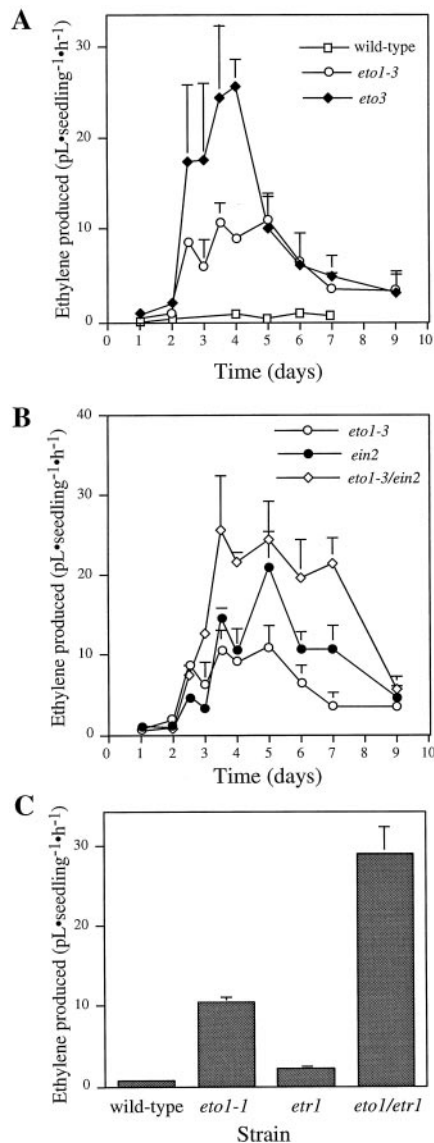 A
Ethylene produced (pL•seedling-1•h-1)
30
20
10
0
wild-type
eto1-3
eto3
0 1 2 3 4 5 6 7 8 9 10
Time (days)
B
Ethylene produced (pL•seedling-1•h-1)
40
30
20
10
0
eto1-3
ein2
eto1-3/ein2
0 1 2 3 4 5 6 7 8 9 10
Time (days)
C
Ethylene produced (pL•seedling-1•h-1)
30
20
10
0
wild-type eto1-1 etr1 eto1/etr1
Strain